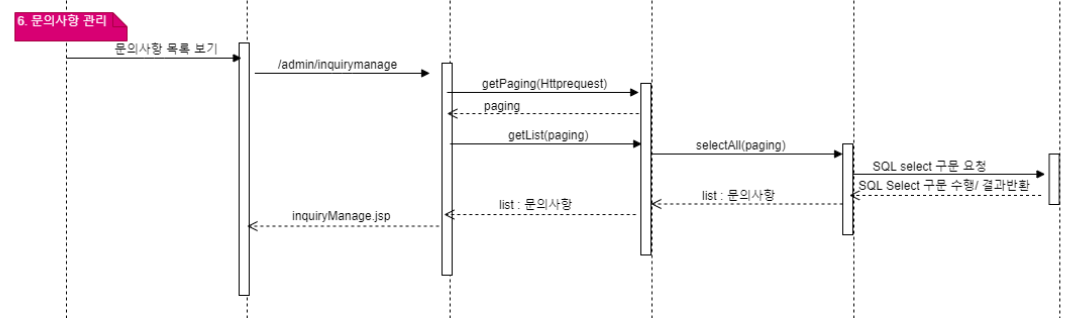 6. 문의사항 관리
문의사항 목록 보기
/admin/inquirymanage
getPaging(Httprequest)
paging
getList(paging)
selectAll(paging)
SQL select 구문 요청
SQL Select 구문 수행/ 결과반환
list : 문의사항
list : 문의사항
inquiryManage.jsp